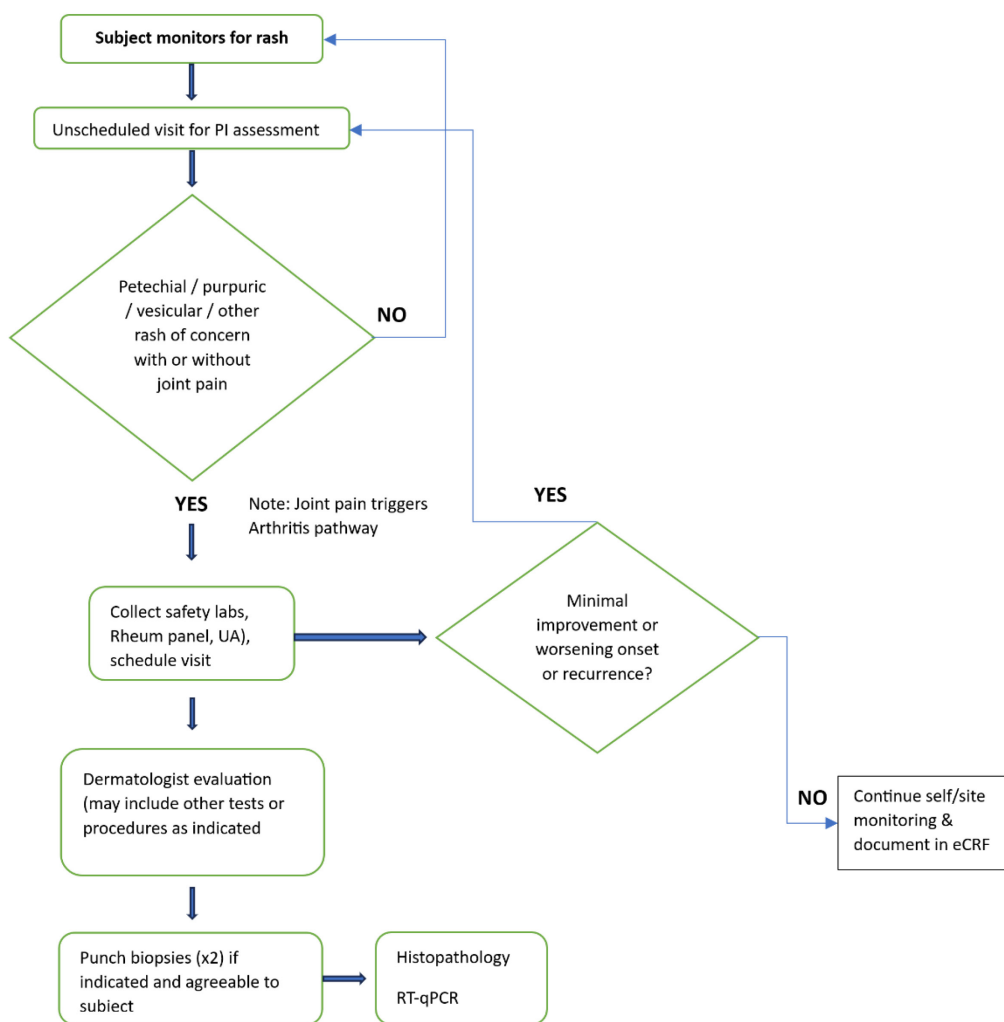 Subject monitors for rash
Unscheduled visit for PI assessment
Petechial / purpuric
/ vesicular / other
rash of concern
with or without
joint pain
NO
YES
Note: Joint pain triggers
Arthritis pathway
YES
Collect safety labs,
Rheum panel, UA),
schedule visit
Minimal
improvement or
worsening onset
or recurrence?
Dermatologist evaluation
(may include other tests or
procedures as indicated
NO
Continue self/site
monitoring &
document in eCRF
Punch biopsies (x2) if
indicated and agreeable to
subject
Histopathology
RT-qPCR